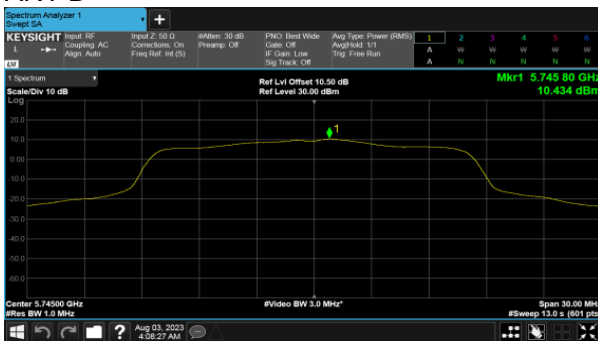 Spectrum Analyzer 1
Swept SA
+
KEYSIGHT Input: RF Input Z: 50 Ω #Atten: 30 dB PNO: Best Wide Avg Type: Power (RMS) 1 2 3 4 5 6
L Coupling: AC Corrections: On Preamp: Off Gate: Off Avg|Hold: 1/1 A W W W W W
Align: Auto Freq Ref: Int (S) IF Gain: Low Trig: Free Run
Sig Track: Off A N N N N N
LXI
1 Spectrum Ref Lvl Offset 10.50 dB Mkr1 5.745 80 GHz
Scale/Div 10 dB Ref Level 30.00 dBm 10.434 dBm
Log
1
20.0
10.0
0.00
-10.0
-20.0
-30.0
-40.0
-50.0
-60.0
Center 5.74500 GHz #Video BW 3.0 MHz* Span 30.00 MHz
#Res BW 1.0 MHz #Sweep 13.0 s (601 pts
? Aug 03, 2023
4:08:27 AM